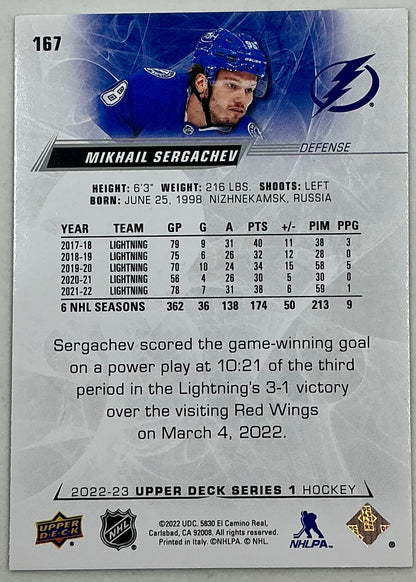 167
MIKHAIL SERGACHEV
DEFENSE
HEIGHT: 6'3" WEIGHT: 216 LBS. SHOOTS: LEFT
BORN: JUNE 25, 1998 NIZHNEKAMSK, RUSSIA
YEAR TEAM GP G A PTS +/- PIM PPG
2017-18 LIGHTNING 79 9 31 40 11 38 3
2018-19 LIGHTNING 75 6 26 32 12 28 0
2019-20 LIGHTNING 70 10 24 34 15 58 5
2020-21 LIGHTNING 56 4 26 30 5 30 0
2021-22 LIGHTNING 78 7 31 38 6 59 1
6 NHL SEASONS 362 36 138 174 50 213 9
Sergachev scored the game-winning goal
on a power play at 10:21 of the third
period in the Lightning's 3-1 victory
over the visiting Red Wings
on March 4, 2022.
2022-23 UPPER DECK SERIES 1 HOCKEY
UPPER DECK
NHL
©2022 UDC. 5830 El Camino Real,
Carlsbad, CA 92008. All rights reserved.
Printed in Italy. ©NHLPA. © NHL.
NHLPA